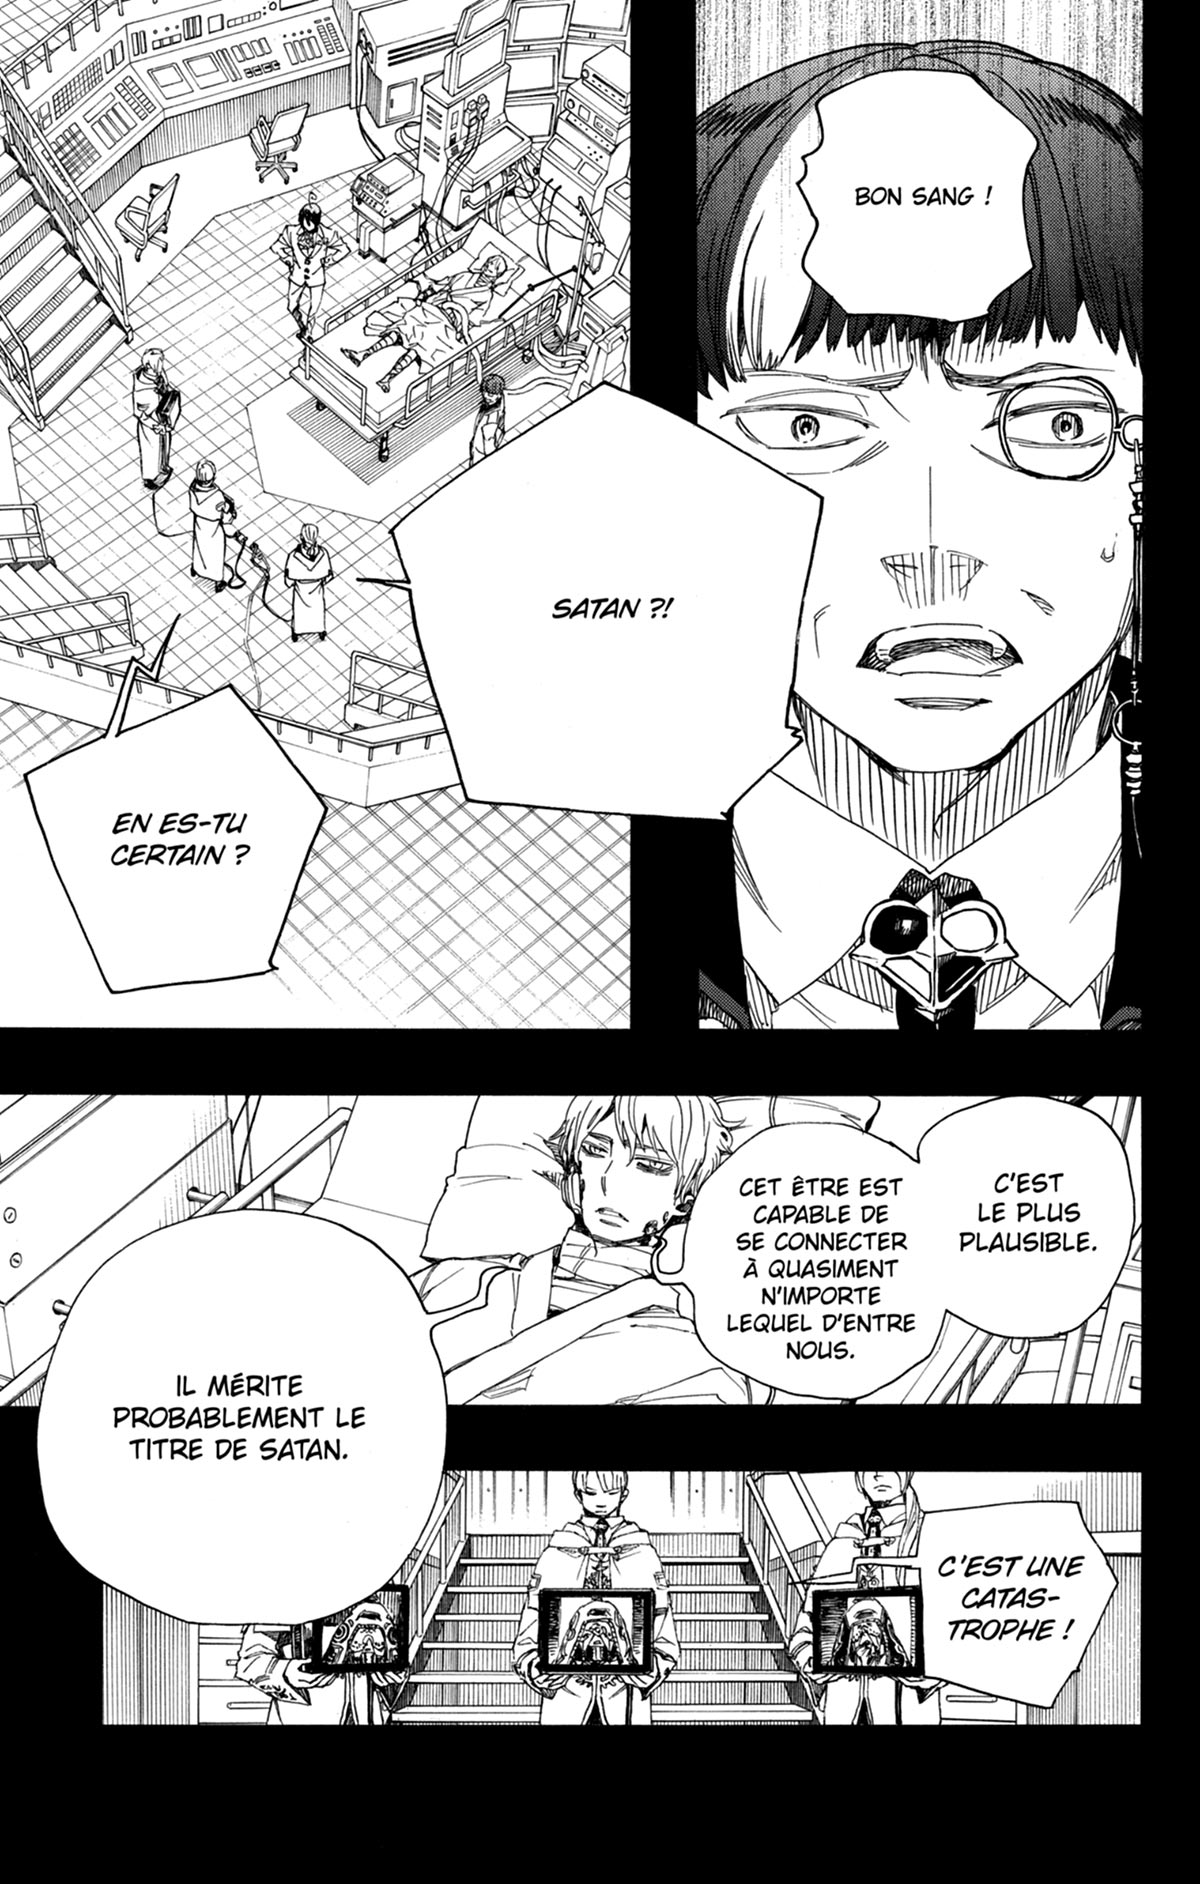 BON SANG !
SATAN ?!
EN ES-TU
CERTAIN ?
C'EST
LE PLUS
PLAUSIBLE.
CET ÊTRE EST
CAPABLE DE
SE CONNECTER
À QUASIMENT
N'IMPORTE
LEQUEL D'ENTRE
NOUS.
IL MÉRITE
PROBABLEMENT LE
TITRE DE SATAN.
C'EST UNE
CATAS-
TROPHE !